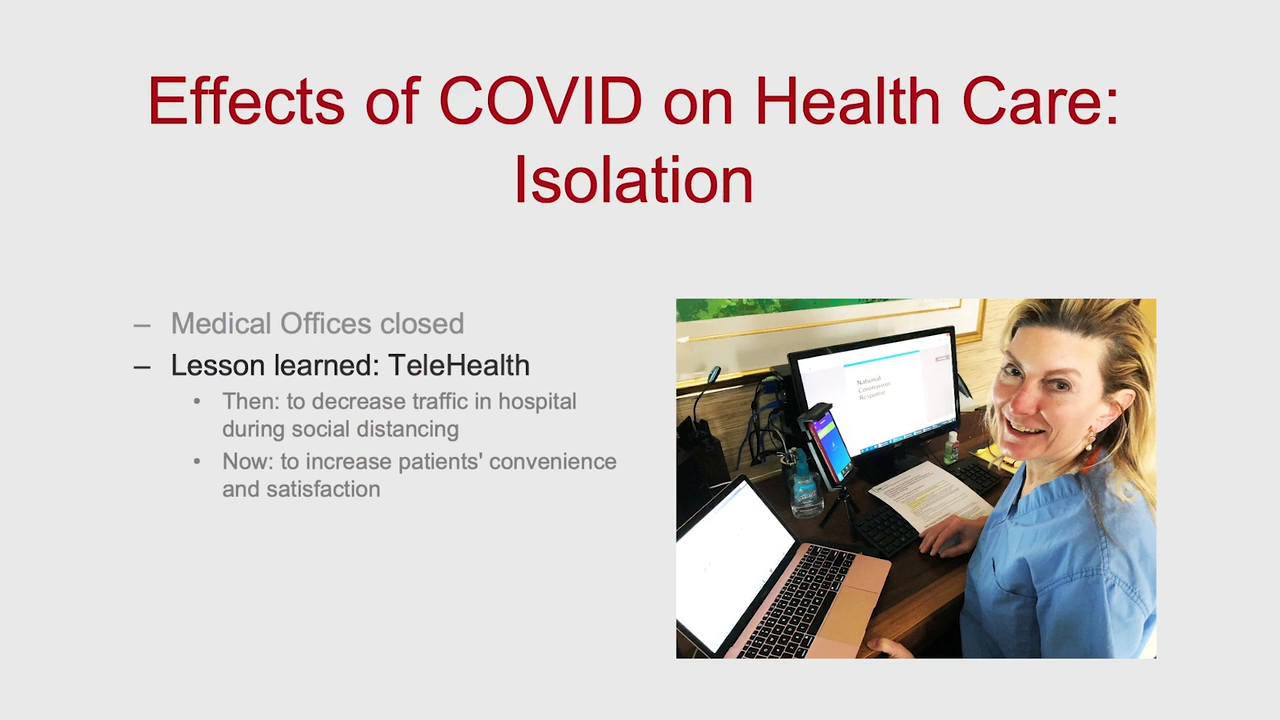 Effects of COVID on Health Care:
Isolation
– Medical Offices closed
– Lesson learned: TeleHealth
• Then: to decrease traffic in hospital
during social distancing
• Now: to increase patients' convenience
and satisfaction
National
Coronavirus
Response